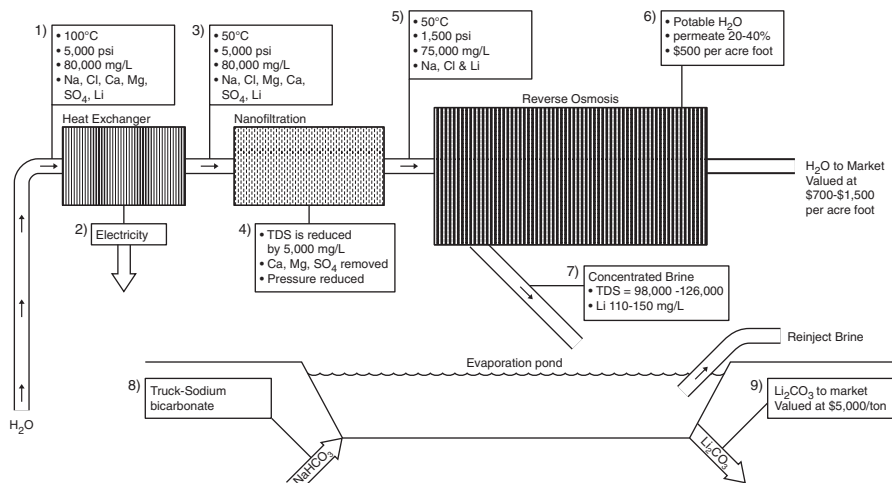 1)
• 100°C
• 5,000 psi
• 80,000 mg/L
• Na, Cl, Ca, Mg,
SO₄, Li
Heat Exchanger
2)
Electricity
3)
• 50°C
• 5,000 psi
• 80,000 mg/L
• Na, Cl, Mg, Ca,
SO₄, Li
Nanofiltration
4)
• TDS is reduced
by 5,000 mg/L
• Ca, Mg, SO₄ removed
• Pressure reduced
5)
• 50°C
• 1,500 psi
• 75,000 mg/L
• Na, Cl & Li
Reverse Osmosis
6)
• Potable H₂O
• permeate 20-40%
• $500 per acre foot
H₂O to Market
Valued at
$700-$1,500
per acre foot
7)
Concentrated Brine
• TDS = 98,000 -126,000
• Li 110-150 mg/L
Reinject Brine
Evaporation pond
H₂O
8)
Truck-Sodium
bicarbonate
NaHCO₃
9)
Li₂CO₃ to market
Valued at $5,000/ton
Li₂CO₃